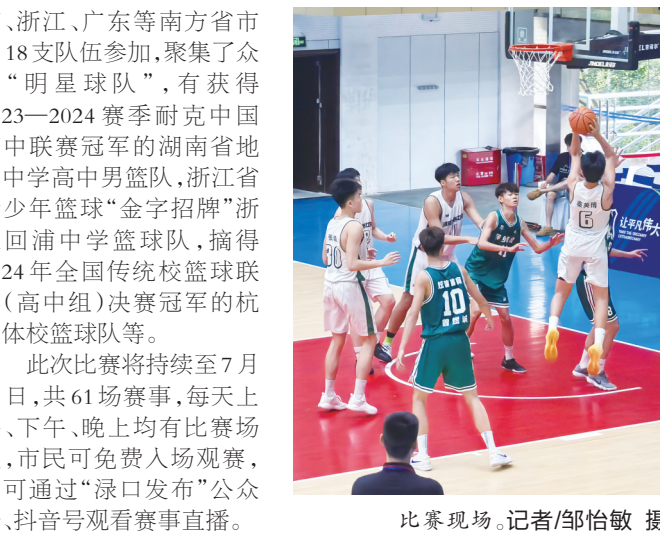 、浙江、广东等南方省市
18支队伍参加，聚集了众
“明星球队”，有获得
23—2024赛季耐克中国
中联赛冠军的湖南省地
中学高中男篮队，浙江省
少年篮球“金字招牌”浙
回浦中学篮球队，摘得
24年全国传统校篮球联
（高中组）决赛冠军的杭
体校篮球队等。
此次比赛将持续至7月
日，共61场赛事，每天上
、下午、晚上均有比赛场
，市民可免费入场观赛，
可通过“渌口发布”公众
、抖音号观看赛事直播。
10
6
让平凡伟大
比赛现场。记者/邹怡敏 摄